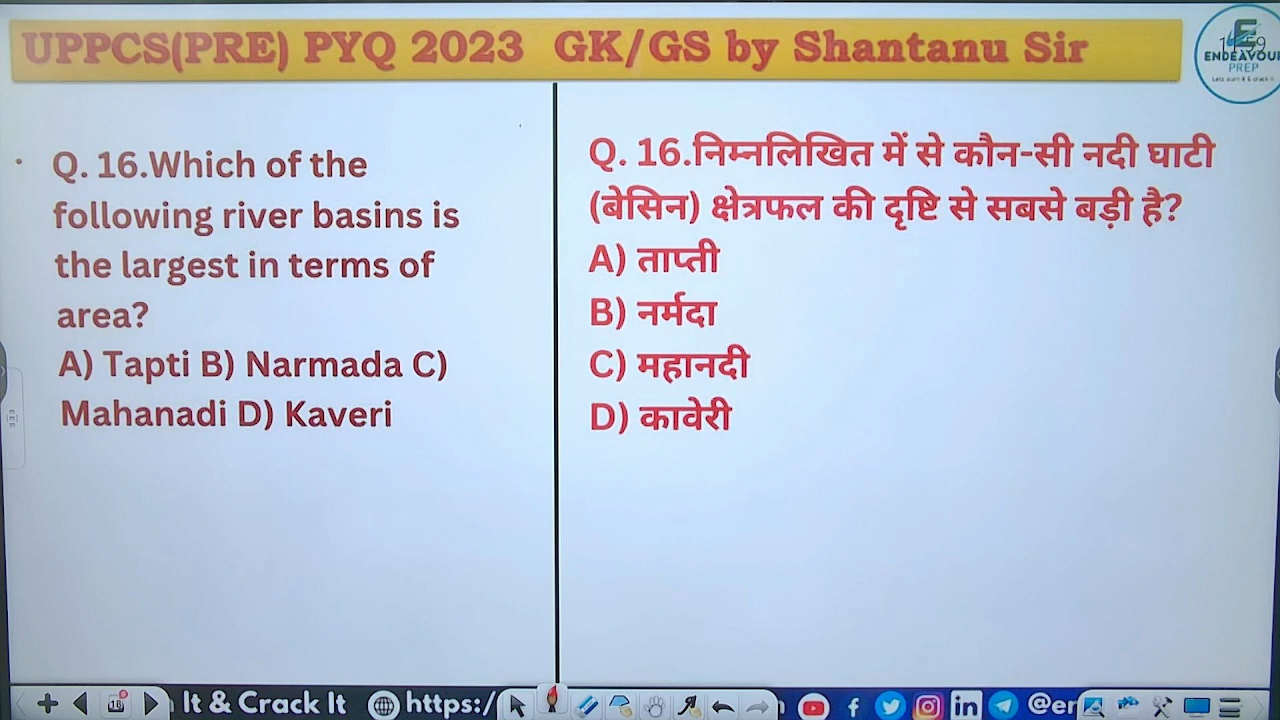 UPPCS(PRE) PYQ 2023 GK/GS by Shantanu Sir
ENDEAVOUR
PREP
Q. 16.Which of the
following river basins is
the largest in terms of
area?
A) Tapti B) Narmada C)
Mahanadi D) Kaveri
Q. 16.निम्नलिखित में से कौन-सी नदी घाटी
(बेसिन) क्षेत्रफल की दृष्टि से सबसे बड़ी है?
A) ताप्ती
B) नर्मदा
C) महानदी
D) कावेरी
18
It & Crack It
https:/
@er